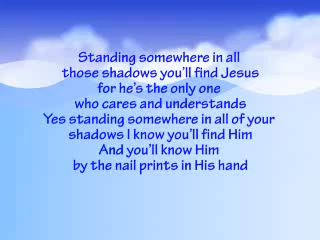 Standing somewhere in all
those shadows you'll find Jesus
for he's the only one
who cares and understands
Yes standing somewhere in all of your
shadows I know you'll find Him
And you'll know Him
by the nail prints in His hand